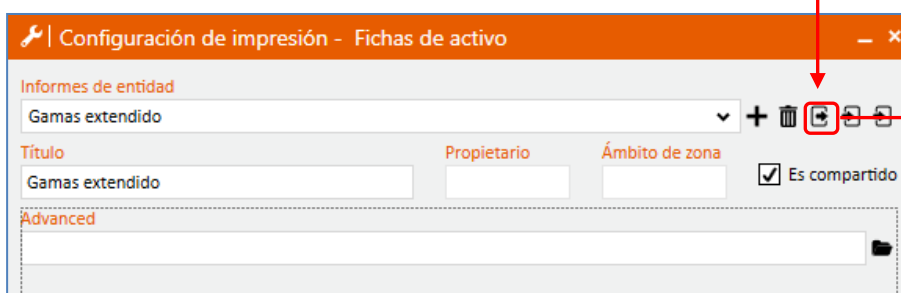 Configuración de impresión - Fichas de activo
Informes de entidad
Gamas extendido
Título Propietario Ámbito de zona
Gamas extendido Es compartido
Advanced